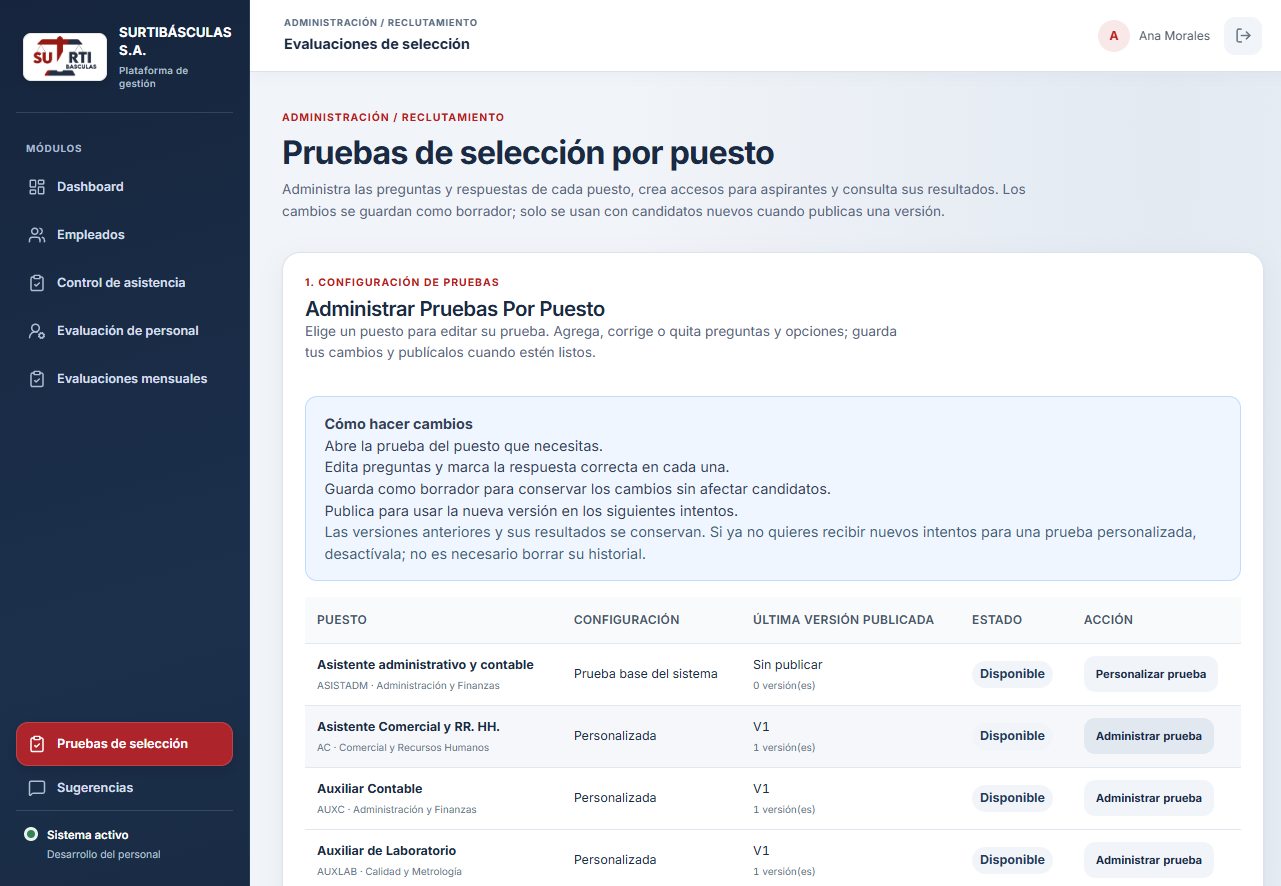 SURTI
BASCULAS
SURTIBÁSCULAS
S.A.
Plataforma de
gestión
MÓDULOS
Dashboard
Empleados
Control de asistencia
Evaluación de personal
Evaluaciones mensuales
Pruebas de selección
Sugerencias
Sistema activo
Desarrollo del personal
ADMINISTRACIÓN / RECLUTAMIENTO
Evaluaciones de selección
A Ana Morales
ADMINISTRACIÓN / RECLUTAMIENTO
Pruebas de selección por puesto
Administra las preguntas y respuestas de cada puesto, crea accesos para aspirantes y consulta sus resultados. Los
cambios se guardan como borrador; solo se usan con candidatos nuevos cuando publicas una versión.
1. CONFIGURACIÓN DE PRUEBAS
Administrar Pruebas Por Puesto
Elige un puesto para editar su prueba. Agrega, corrige o quita preguntas y opciones; guarda
tus cambios y publícalos cuando estén listos.
Cómo hacer cambios
Abre la prueba del puesto que necesitas.
Edita preguntas y marca la respuesta correcta en cada una.
Guarda como borrador para conservar los cambios sin afectar candidatos.
Publica para usar la nueva versión en los siguientes intentos.
Las versiones anteriores y sus resultados se conservan. Si ya no quieres recibir nuevos intentos para una prueba personalizada,
desactívala; no es necesario borrar su historial.
PUESTO CONFIGURACIÓN ÚLTIMA VERSIÓN PUBLICADA ESTADO ACCIÓN
Asistente administrativo y contable
ASISTADM · Administración y Finanzas
Prueba base del sistema
Sin publicar
0 versión(es)
Disponible
Personalizar prueba
Asistente Comercial y RR. HH.
AC · Comercial y Recursos Humanos
Personalizada
V1
1 versión(es)
Disponible
Administrar prueba
Auxiliar Contable
AUXC · Administración y Finanzas
Personalizada
V1
1 versión(es)
Disponible
Administrar prueba
Auxiliar de Laboratorio
AUXLAB · Calidad y Metrología
Personalizada
V1
1 versión(es)
Disponible
Administrar prueba